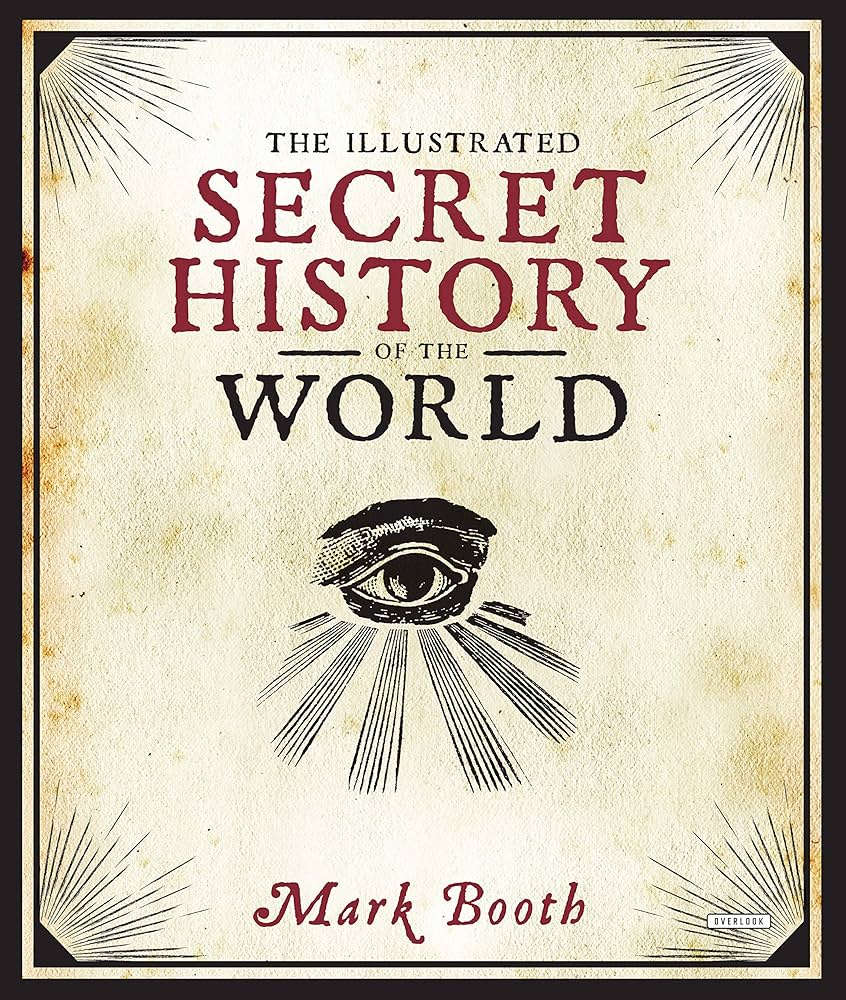 THE ILLUSTRATED
SECRET
HISTORY
OF THE
WORLD
Mark Booth
OVERLOOK